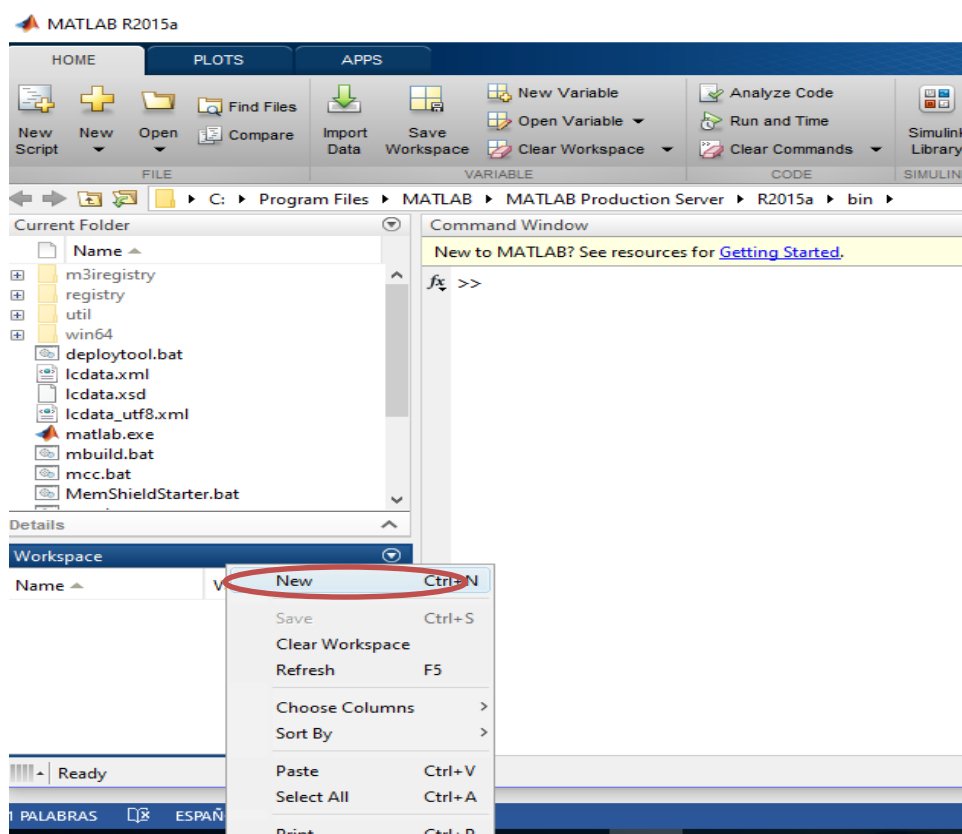 MATLAB R2015a
HOME PLOTS APPS
New Script
New
Open
Find Files
Compare
Import Data
Save Workspace
New Variable
Open Variable
Clear Workspace
Analyze Code
Run and Time
Clear Commands
Simulink Library
FILE VARIABLE CODE SIMULIN
C: Program Files MATLAB MATLAB Production Server R2015a bin
Current Folder
Name
m3iregistry
registry
util
win64
deploytool.bat
lcdata.xml
lcdata.xsd
lcdata_utf8.xml
matlab.exe
mbuild.bat
mcc.bat
MemShieldStarter.bat
Details
Command Window
New to MATLAB? See resources for Getting Started.
fx >>
Workspace
Name V
New Ctrl+N
Save Ctrl+S
Clear Workspace
Refresh F5
Choose Columns >
Sort By >
Paste Ctrl+V
Select All Ctrl+A
Print Ctrl+P
Ready
PALABRAS ESPAÑ